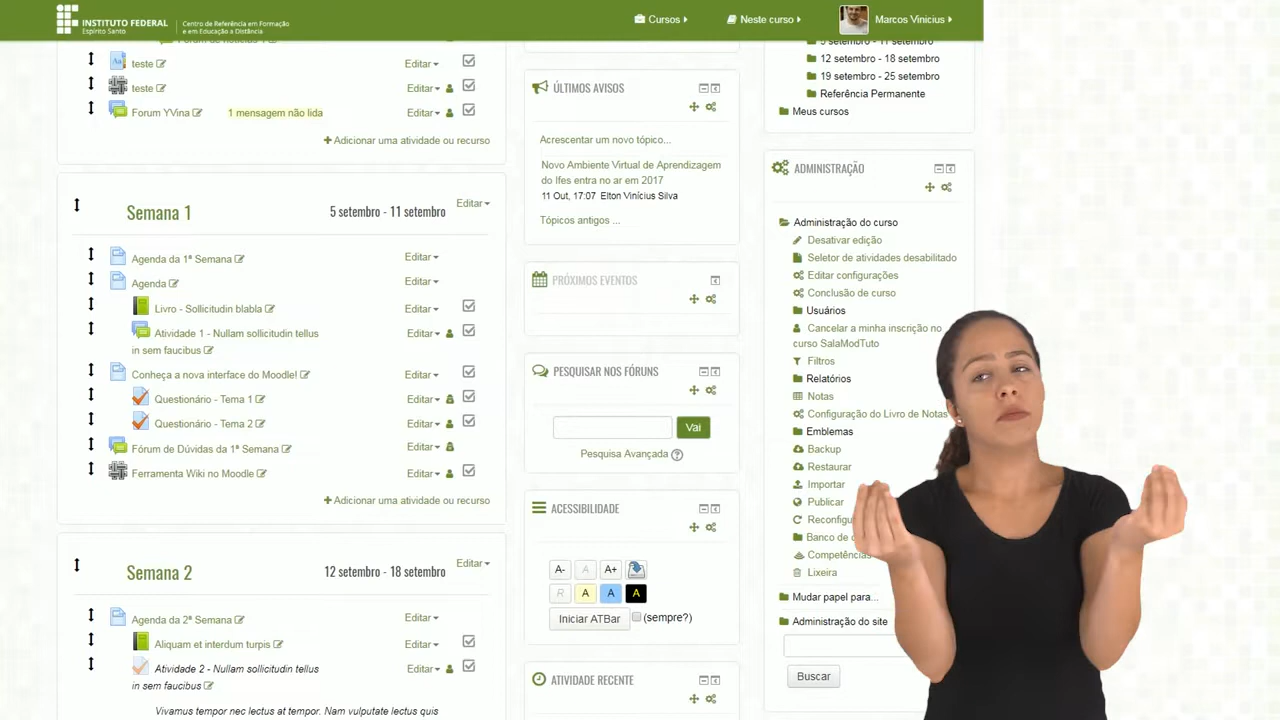 INSTITUTO FEDERAL
Espírito Santo
Centro de Referência em Formação
e em Educação a Distância
Cursos
Neste curso
Marcos Vinicius
teste
Editar
teste
Editar
Forum YVina
1 mensagem não lida
Editar
Adicionar uma atividade ou recurso
Semana 1
5 setembro - 11 setembro
Editar
Agenda da 1ª Semana
Editar
Agenda
Editar
Livro - Sollicitudin blabla
Editar
Atividade 1 - Nullam sollicitudin tellus
in sem faucibus
Editar
Conheça a nova interface do Moodle!
Editar
Questionário - Tema 1
Editar
Questionário - Tema 2
Editar
Fórum de Dúvidas da 1ª Semana
Editar
Ferramenta Wiki no Moodle
Editar
Adicionar uma atividade ou recurso
Semana 2
12 setembro - 18 setembro
Editar
Agenda da 2ª Semana
Editar
Aliquam et interdum turpis
Editar
Atividade 2 - Nullam sollicitudin tellus
in sem faucibus
Editar
Vivamus tempor nec lectus at tempor. Nam vulputate lectus quis
ÚLTIMOS AVISOS
Acrescentar um novo tópico...
Novo Ambiente Virtual de Aprendizagem
do Ifes entra no ar em 2017
11 Out, 17:07 Elton Vinícius Silva
Tópicos antigos ...
PRÓXIMOS EVENTOS
PESQUISAR NOS FÓRUNS
Vai
Pesquisa Avançada
ACESSIBILIDADE
A- A A+
R A A A
Iniciar ATBar
(sempre?)
ATIVIDADE RECENTE
5 setembro - 11 setembro
12 setembro - 18 setembro
19 setembro - 25 setembro
Referência Permanente
Meus cursos
ADMINISTRAÇÃO
Administração do curso
Desativar edição
Seletor de atividades desabilitado
Editar configurações
Conclusão de curso
Usuários
Cancelar a minha inscrição no
curso SalaModTuto
Filtros
Relatórios
Notas
Configuração do Livro de Notas
Emblemas
Backup
Restaurar
Importar
Publicar
Reconfigu
Banco de
Competências
Lixeira
Mudar papel para...
Administração do site
Buscar